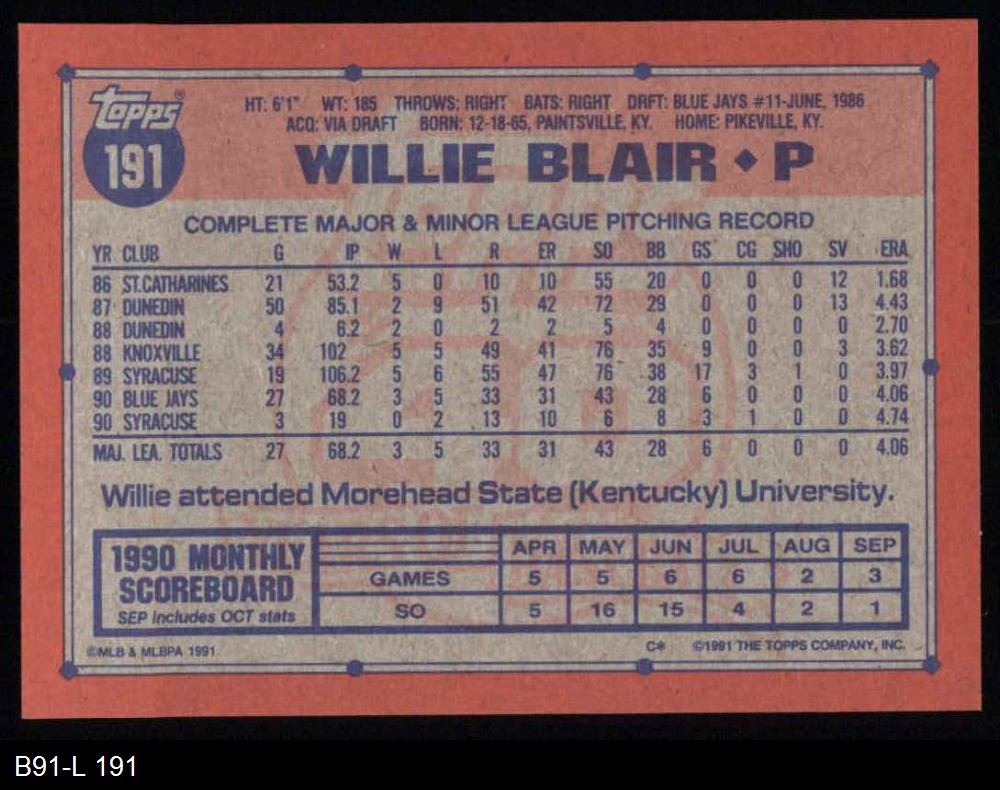 topps®
191
HT: 6'1" WT: 185 THROWS: RIGHT BATS: RIGHT DRFT: BLUE JAYS #11-JUNE, 1986
ACQ: VIA DRAFT BORN: 12-18-65, PAINTSVILLE, KY. HOME: PIKEVILLE, KY.
WILLIE BLAIR ◆ P
COMPLETE MAJOR & MINOR LEAGUE PITCHING RECORD
YR CLUB G IP W L R ER SO BB GS CG SHO SV ERA
86 ST.CATHARINES 21 53.2 5 0 10 10 55 20 0 0 0 12 1.68
87 DUNEDIN 50 85.1 2 9 51 42 72 29 0 0 0 13 4.43
88 DUNEDIN 4 6.2 2 0 2 2 5 4 0 0 0 0 2.70
88 KNOXVILLE 34 102 5 5 49 41 76 35 9 0 0 3 3.62
89 SYRACUSE 19 106.2 5 6 55 47 76 38 17 3 1 0 3.97
90 BLUE JAYS 27 68.2 3 5 33 31 43 28 6 0 0 0 4.06
90 SYRACUSE 3 19 0 2 13 10 6 8 3 1 0 0 4.74
MAJ. LEA. TOTALS 27 68.2 3 5 33 31 43 28 6 0 0 0 4.06
Willie attended Morehead State (Kentucky) University.
1990 MONTHLY
SCOREBOARD
SEP includes OCT stats
APR MAY JUN JUL AUG SEP
GAMES 5 5 6 6 2 3
SO 5 16 15 4 2 1
©MLB & MLBPA 1991
C* ©1991 THE TOPPS COMPANY, INC.
B91-L 191